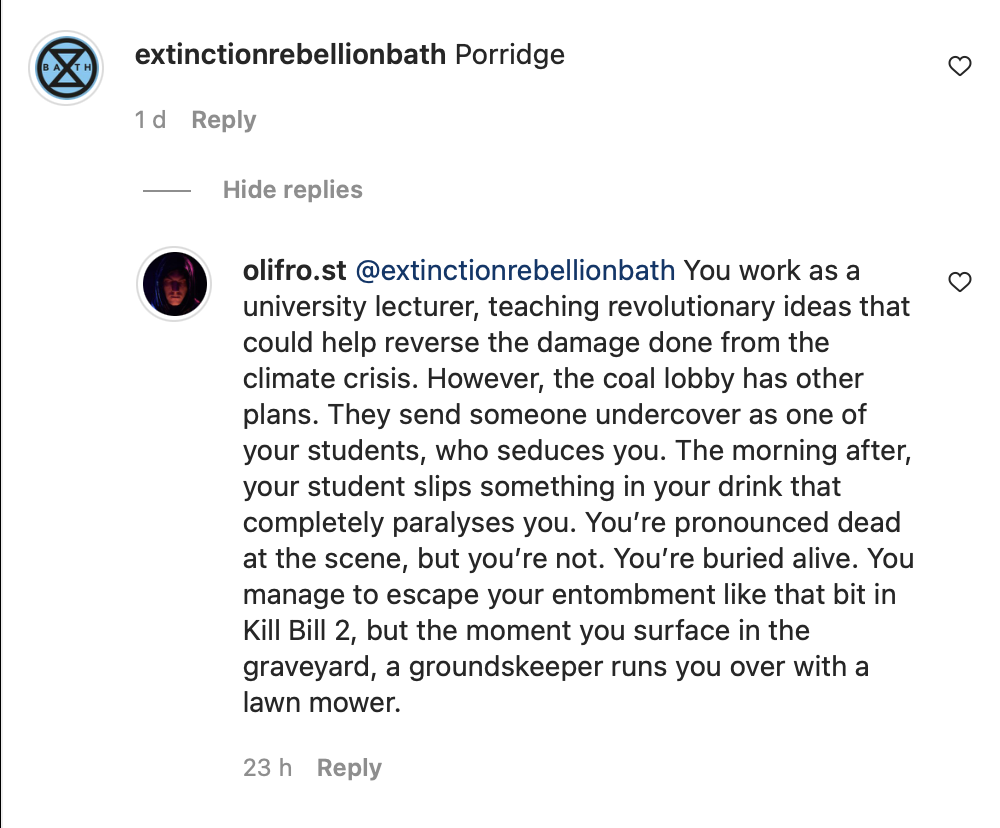 BATH
extinctionrebellionbath Porridge
1 d Reply
Hide replies
olifro.st @extinctionrebellionbath You work as a
university lecturer, teaching revolutionary ideas that
could help reverse the damage done from the
climate crisis. However, the coal lobby has other
plans. They send someone undercover as one of
your students, who seduces you. The morning after,
your student slips something in your drink that
completely paralyses you. You’re pronounced dead
at the scene, but you’re not. You’re buried alive. You
manage to escape your entombment like that bit in
Kill Bill 2, but the moment you surface in the
graveyard, a groundskeeper runs you over with a
lawn mower.
23 h Reply